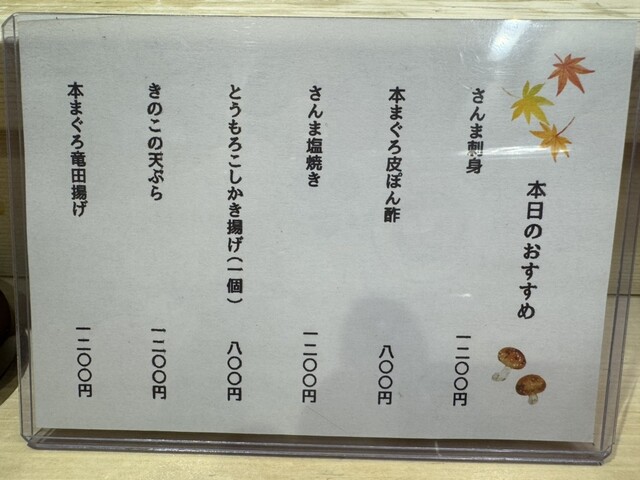 本日のおすすめ
さんま刺身 一二〇〇円
本まぐろ皮ぽん酢 八〇〇円
さんま塩焼き 一二〇〇円
とうもろこしかき揚げ(一個) 八〇〇円
きのこの天ぷら 一二〇〇円
本まぐろ竜田揚げ 一二〇〇円